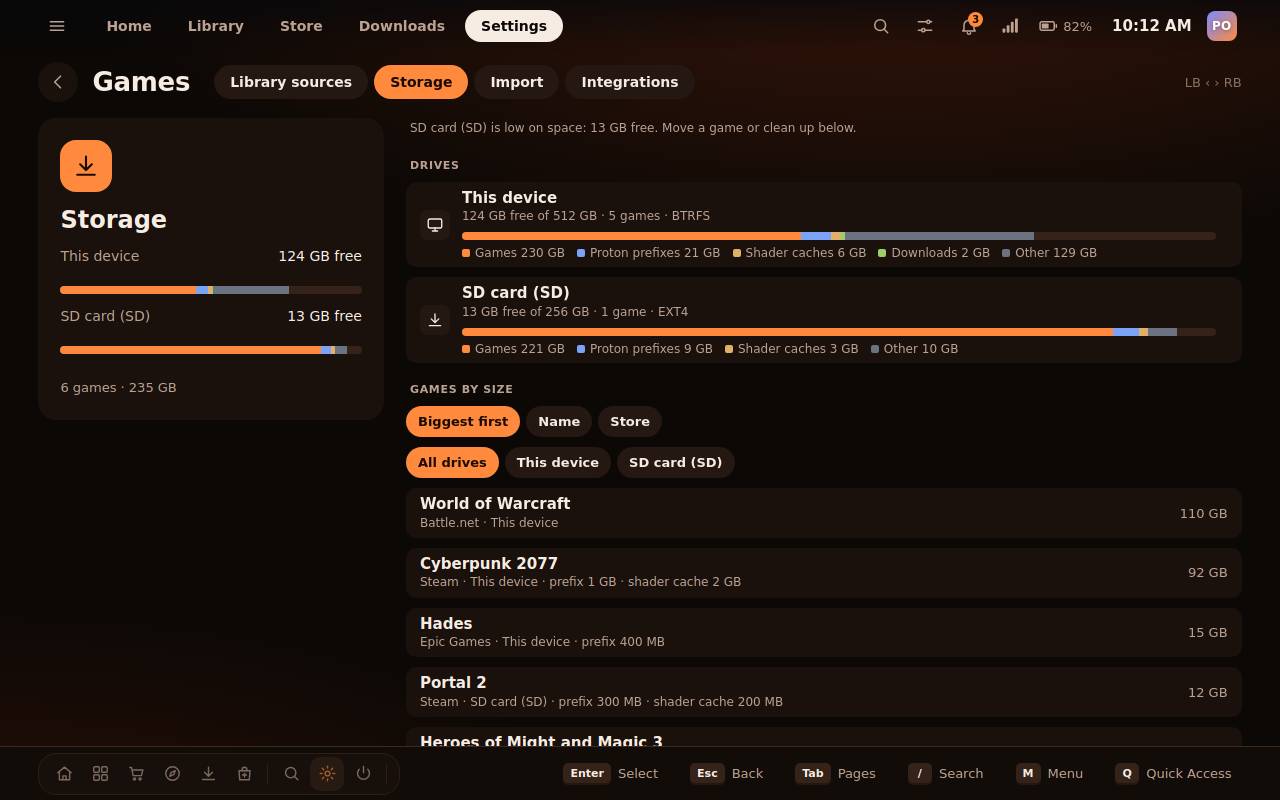 Home Library Store Downloads Settings 3 82% 10:12 AM PO
Games Library sources Storage Import Integrations LB ‹ › RB
Storage
This device 124 GB free
SD card (SD) 13 GB free
6 games · 235 GB
SD card (SD) is low on space: 13 GB free. Move a game or clean up below.
DRIVES
This device
124 GB free of 512 GB · 5 games · BTRFS
Games 230 GB Proton prefixes 21 GB Shader caches 6 GB Downloads 2 GB Other 129 GB
SD card (SD)
13 GB free of 256 GB · 1 game · EXT4
Games 221 GB Proton prefixes 9 GB Shader caches 3 GB Other 10 GB
GAMES BY SIZE
Biggest first Name Store
All drives This device SD card (SD)
World of Warcraft 110 GB
Battle.net · This device
Cyberpunk 2077 92 GB
Steam · This device · prefix 1 GB · shader cache 2 GB
Hades 15 GB
Epic Games · This device · prefix 400 MB
Portal 2 12 GB
Steam · SD card (SD) · prefix 300 MB · shader cache 200 MB
Heroes of Might and Magic 3
Enter Select Esc Back Tab Pages / Search M Menu Q Quick Access